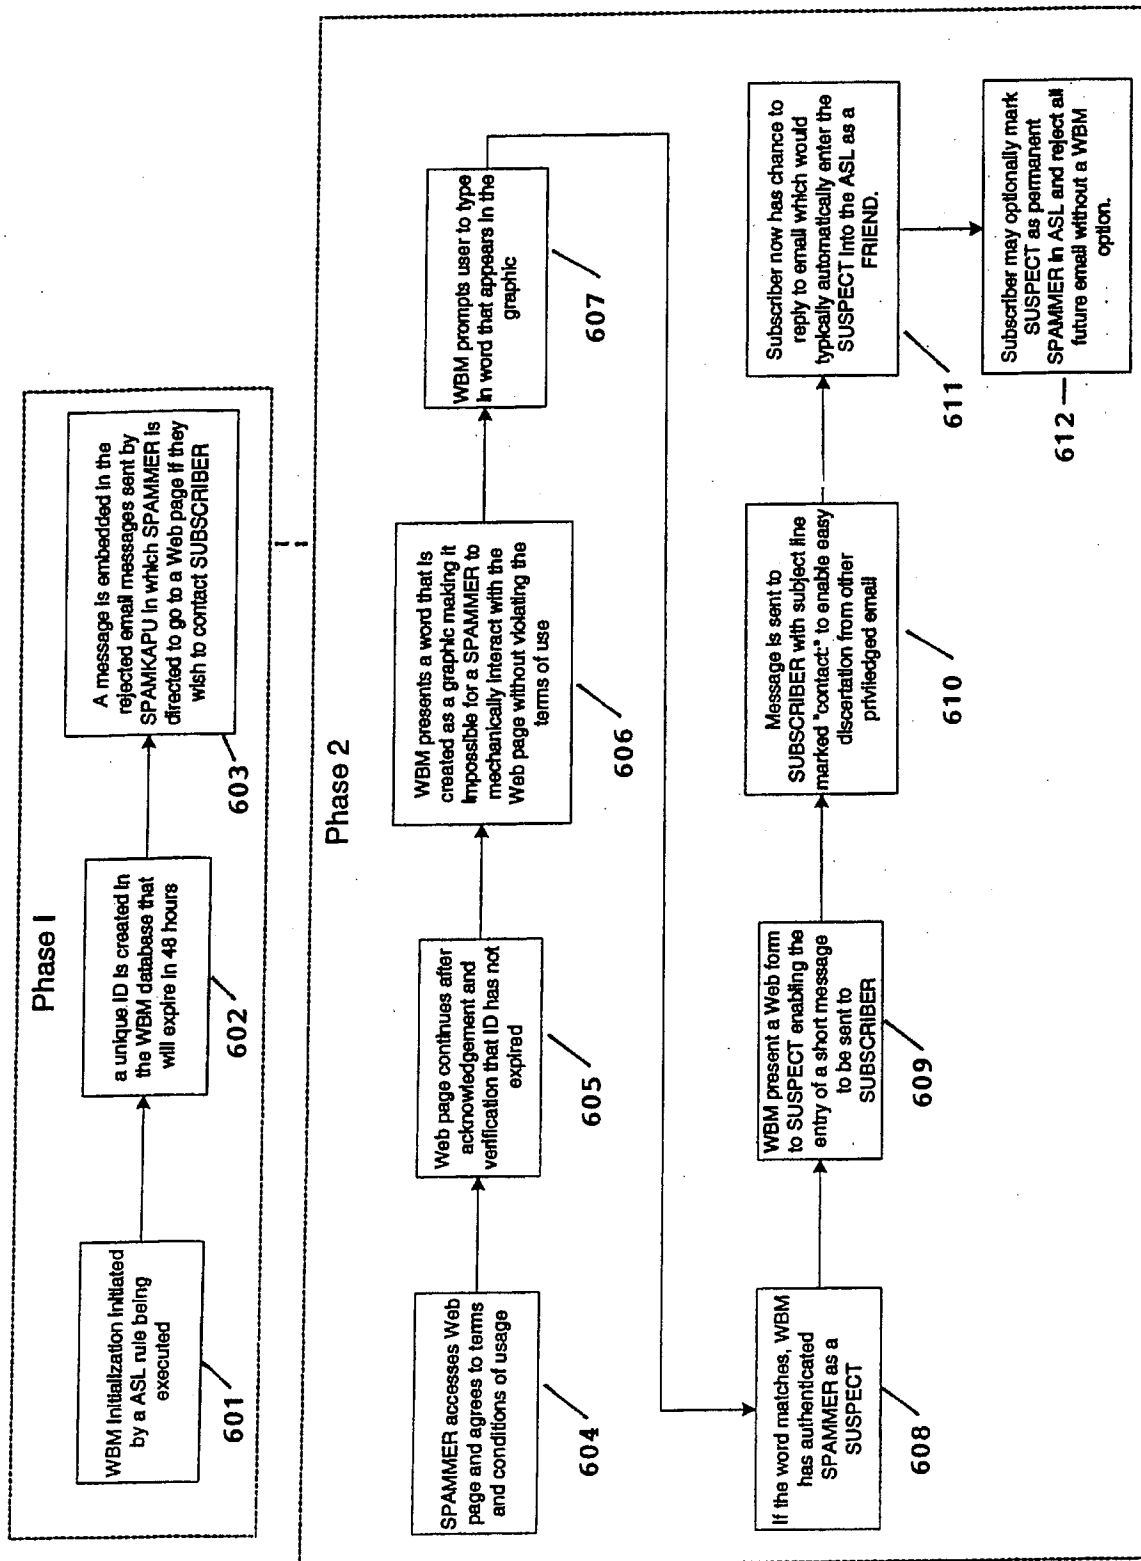 Phase I
WBM Initialization Initiated
by a ASL rule being
executed
601
a unique ID is created in
the WBM database that
will expire in 48 hours
602
A message is embedded in the
rejected email messages sent by
SPAMKAPU in which SPAMMER is
directed to go to a Web page if they
wish to contact SUBSCRIBER
603
Phase 2
SPAMMER accesses Web
page and agrees to terms
and conditions of usage
604
Web page continues after
acknowledgement and
verification that ID has not
expired
605
WBM presents a word that is
created as a graphic making it
impossible for a SPAMMER to
mechanically interact with the
Web page without violating the
terms of use
606
WBM prompts user to type
in word that appears in the
graphic
607
If the word matches, WBM
has authenticated
SPAMMER as a
SUSPECT
608
WBM present a Web form
to SUSPECT enabling the
entry of a short message
to be sent to
SUBSCRIBER
609
Message is sent to
SUBSCRIBER with subject line
marked "contact:" to enable easy
discertation from other
priviledged email
610
Subscriber now has chance to
reply to email which would
typically automatically enter the
SUSPECT into the ASL as a
FRIEND.
611
Subscriber may optionally mark
SUSPECT as permanent
SPAMMER in ASL and reject all
future email without a WBM
option.
612